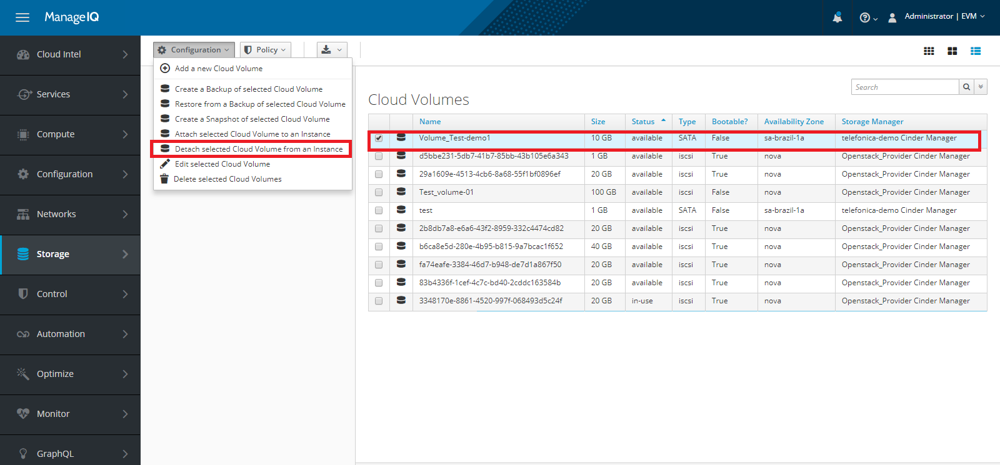 ManageIQ
Administrator | EVM
Cloud Intel
Services
Compute
Configuration
Networks
Storage
Control
Automation
Optimize
Monitor
GraphQL
Configuration
Policy
Add a new Cloud Volume
Create a Backup of selected Cloud Volume
Restore from a Backup of selected Cloud Volume
Create a Snapshot of selected Cloud Volume
Attach selected Cloud Volume to an Instance
Detach selected Cloud Volume from an Instance
Edit selected Cloud Volume
Delete selected Cloud Volumes
Search
Cloud Volumes
Name Size Status Type Bootable? Availability Zone Storage Manager
Volume_Test-demo1 10 GB available SATA False sa-brazil-1a telefonica-demo Cinder Manager
d5bbe231-5db7-41b7-85bb-43b105e6a343 1 GB available iscsi False nova Openstack_Provider Cinder Manager
29a1609e-4513-4cb6-8a68-55f1bf0896ef 20 GB available iscsi True nova Openstack_Provider Cinder Manager
Test_volume-01 100 GB available iscsi False nova Openstack_Provider Cinder Manager
test 1 GB available SATA False sa-brazil-1a telefonica-demo Cinder Manager
2b8db7a8-e6a6-43f2-8959-332c4474cd82 20 GB available iscsi True nova Openstack_Provider Cinder Manager
b6ca8e5d-280e-4b95-b815-9a7bcac1f652 40 GB available iscsi True nova Openstack_Provider Cinder Manager
fa74eafe-3384-46d7-b948-de7d1a867f50 20 GB available iscsi True nova Openstack_Provider Cinder Manager
83b4336f-1cef-4c7c-bd40-2cddc163584b 20 GB available iscsi True nova Openstack_Provider Cinder Manager
3348170e-8861-4520-997f-068493d5c24f 20 GB in-use iscsi True nova Openstack_Provider Cinder Manager